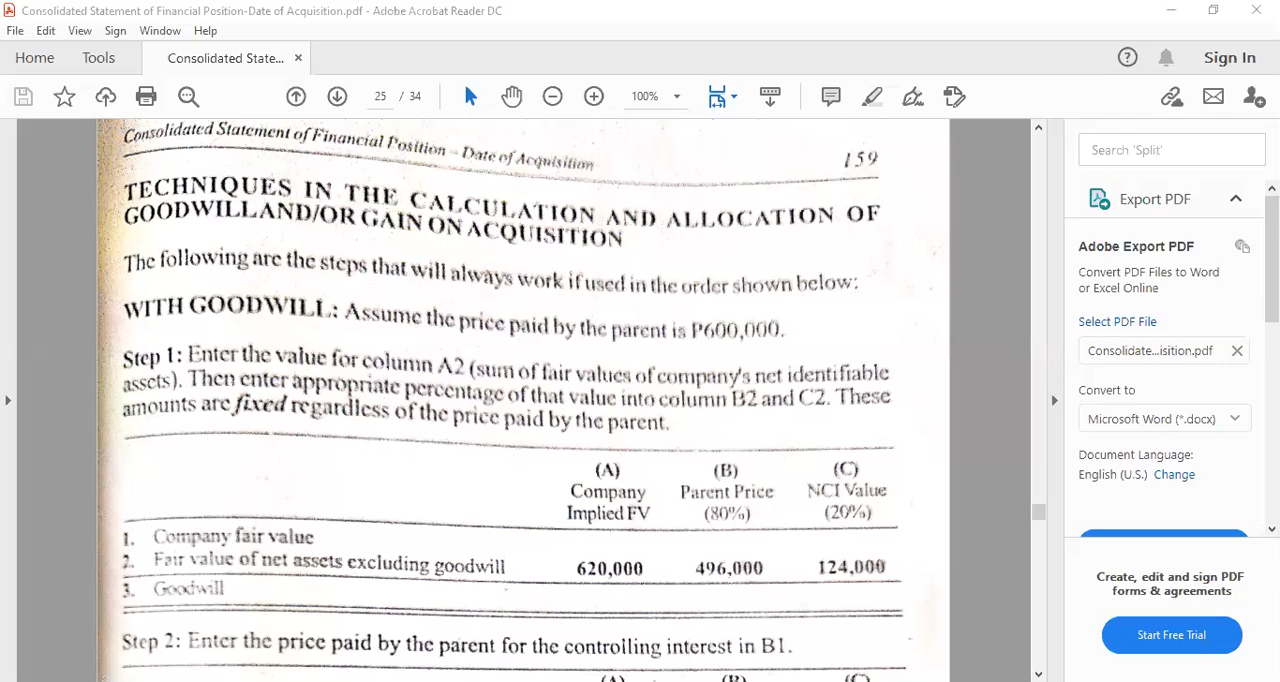 Consolidated Statement of Financial Position-Date of Acquisition.pdf - Adobe Acrobat Reader DC
File Edit View Sign Window Help
Home Tools Consolidated State... × Sign In
25 / 34 100%
Consolidated Statement of Financial Position – Date of Acquisition 159
TECHNIQUES IN THE CALCULATION AND ALLOCATION OF
GOODWILL AND/OR GAIN ON ACQUISITION
The following are the steps that will always work if used in the order shown below:
WITH GOODWILL: Assume the price paid by the parent is P600,000.
Step 1: Enter the value for column A2 (sum of fair values of company's net identifiable
assets). Then enter appropriate percentage of that value into column B2 and C2. These
amounts are fixed regardless of the price paid by the parent.
(A) (B) (C)
Company Parent Price NCI Value
Implied FV (80%) (20%)
1. Company fair value
2. Fair value of net assets excluding goodwill 620,000 496,000 124,000
3. Goodwill
Step 2: Enter the price paid by the parent for the controlling interest in B1.
(A) (B) (C)
Search 'Split'
Export PDF
Adobe Export PDF
Convert PDF Files to Word
or Excel Online
Select PDF File
Consolidate...isition.pdf
Convert to
Microsoft Word (*.docx)
Document Language:
English (U.S.) Change
Create, edit and sign PDF
forms & agreements
Start Free Trial